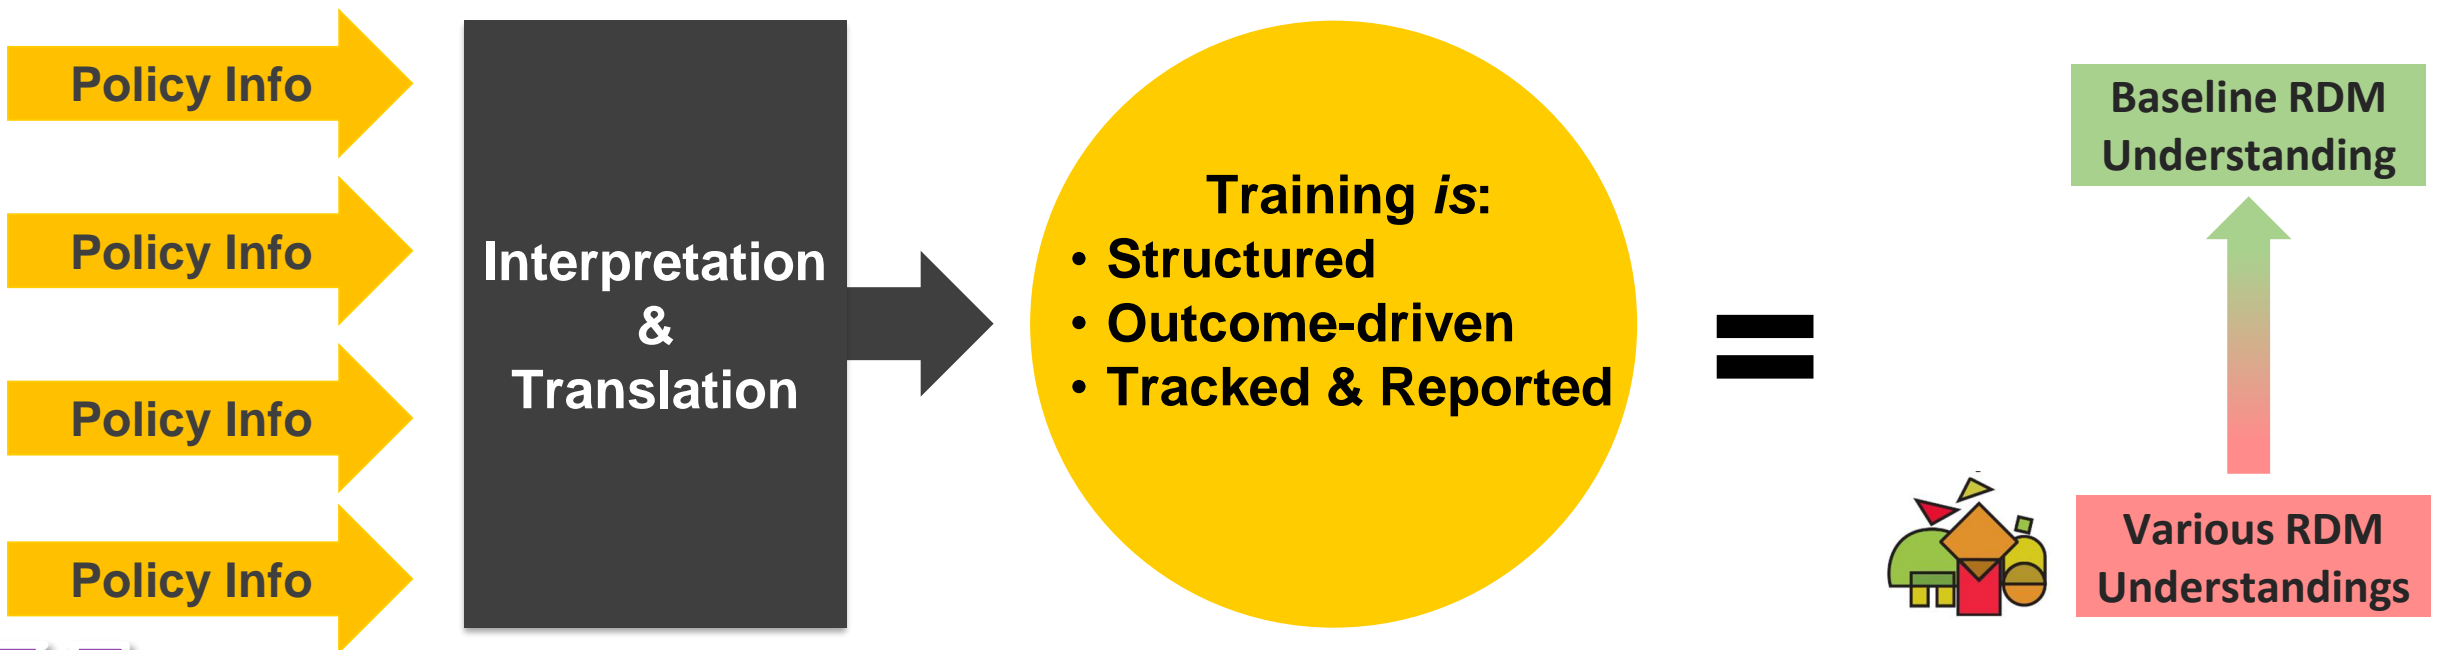 Policy Info
Policy Info
Policy Info
Policy Info
Interpretation
&
Translation
Training is:
• Structured
• Outcome-driven
• Tracked & Reported
=
Baseline RDM
Understanding
Various RDM
Understandings